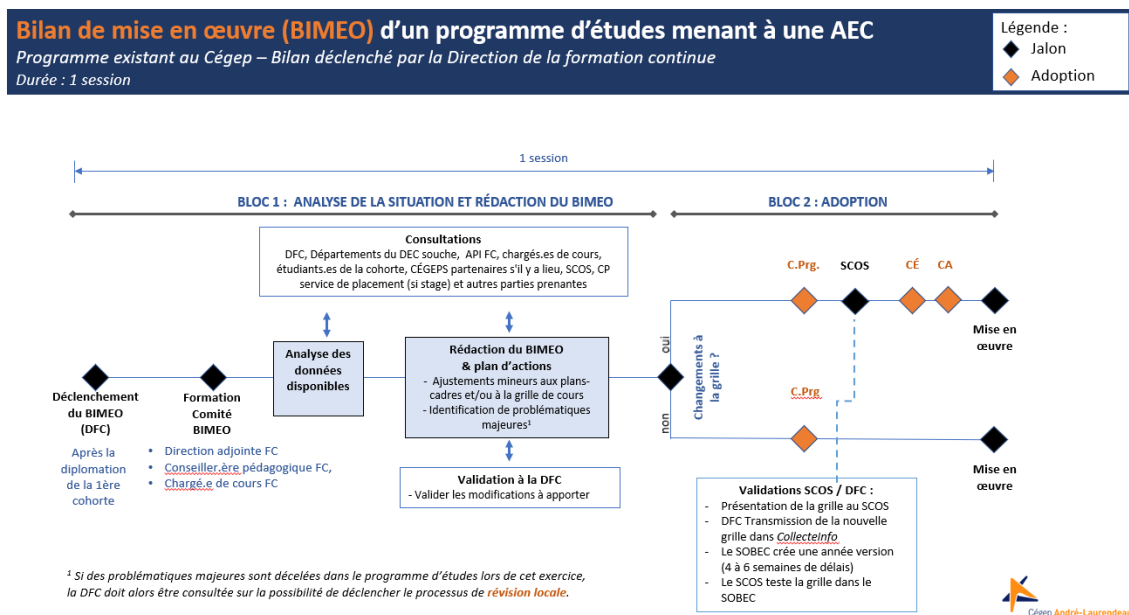 Bilan de mise en œuvre (BIMEO) d'un programme d'études menant à une AEC
Programme existant au Cégep – Bilan déclenché par la Direction de la formation continue
Durée : 1 session
Légende :
Jalon
Adoption
1 session
BLOC 1 : ANALYSE DE LA SITUATION ET RÉDACTION DU BIMEO
BLOC 2 : ADOPTION
Consultations
DFC, Départements du DEC souche, API FC, chargés.es de cours,
étudiants.es de la cohorte, CÉGEPS partenaires s'il y a lieu, SCOS, CP
service de placement (si stage) et autres parties prenantes
C.Prg.
SCOS
CÉ
CA
Mise en
œuvre
Analyse des
données
disponibles
Rédaction du BIMEO
& plan d'actions
- Ajustements mineurs aux plans-
cadres et/ou à la grille de cours
- Identification de problématiques
majeures¹
oui
Changements à
la grille ?
non
C.Prg
Mise en
œuvre
Déclenchement
du BIMEO
(DFC)
Après la
diplomation
de la 1ère
cohorte
Formation
Comité
BIMEO
• Direction adjointe FC
• Conseiller.ère pédagogique FC,
• Chargé.e de cours FC
Validation à la DFC
- Valider les modifications à apporter
Validations SCOS / DFC :
- Présentation de la grille au SCOS
- DFC Transmission de la nouvelle
grille dans CollecteInfo
- Le SOBEC crée une année version
(4 à 6 semaines de délais)
- Le SCOS teste la grille dans le
SOBEC
¹ Si des problématiques majeures sont décelées dans le programme d'études lors de cet exercice,
la DFC doit alors être consultée sur la possibilité de déclencher le processus de révision locale.
Cégep André-Laurendeau